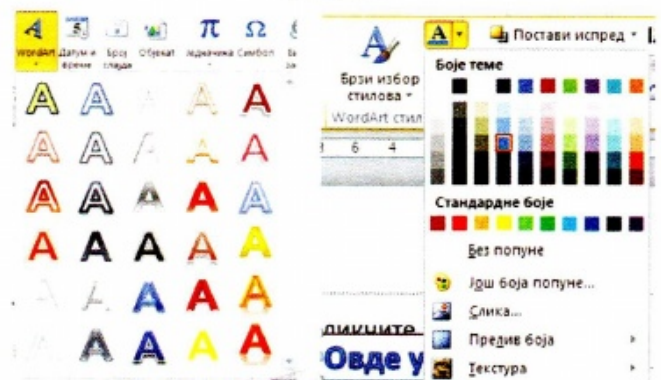 WordArt Датум и време Број слајда Објекат Једначина Симбол
A A A A A
A A A A A
A A A A A
A A A A A
A A A A A
A A A A A
Брзи избор стилова
WordArt стил
6 4
Постави испред
Боје теме
Стандардне боје
Без попуне
Још боја попуне...
Слика...
Прелив боја
Текстура
Овде у